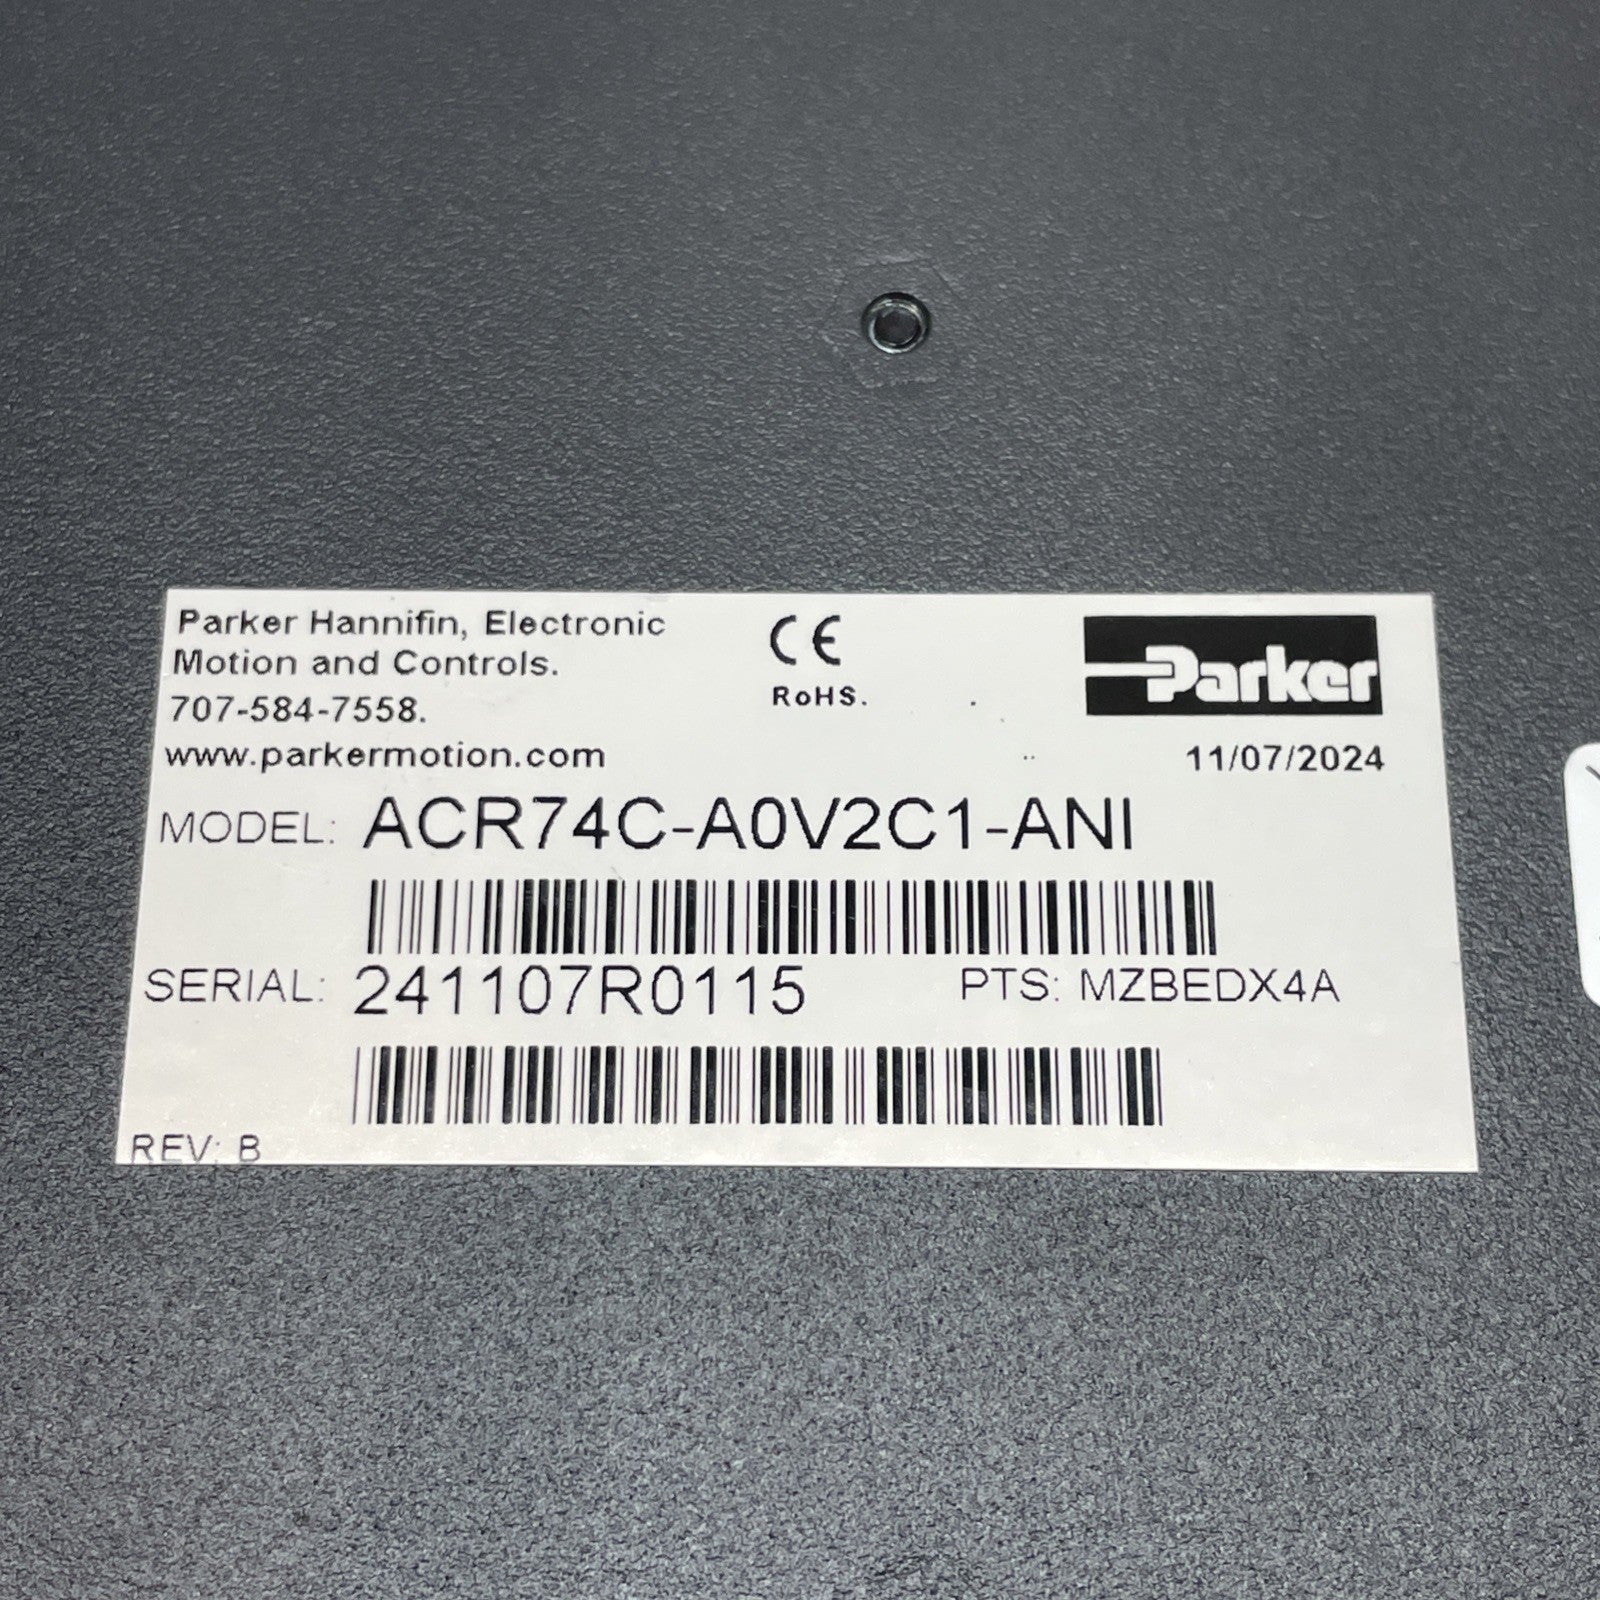 Parker Hannifin, Electronic
Motion and Controls.
707-584-7558.
www.parkermotion.com
CE
RoHS.
Parker
11/07/2024
MODEL: ACR74C-A0V2C1-ANI
SERIAL: 241107R0115 PTS: MZBEDX4A
REV: B